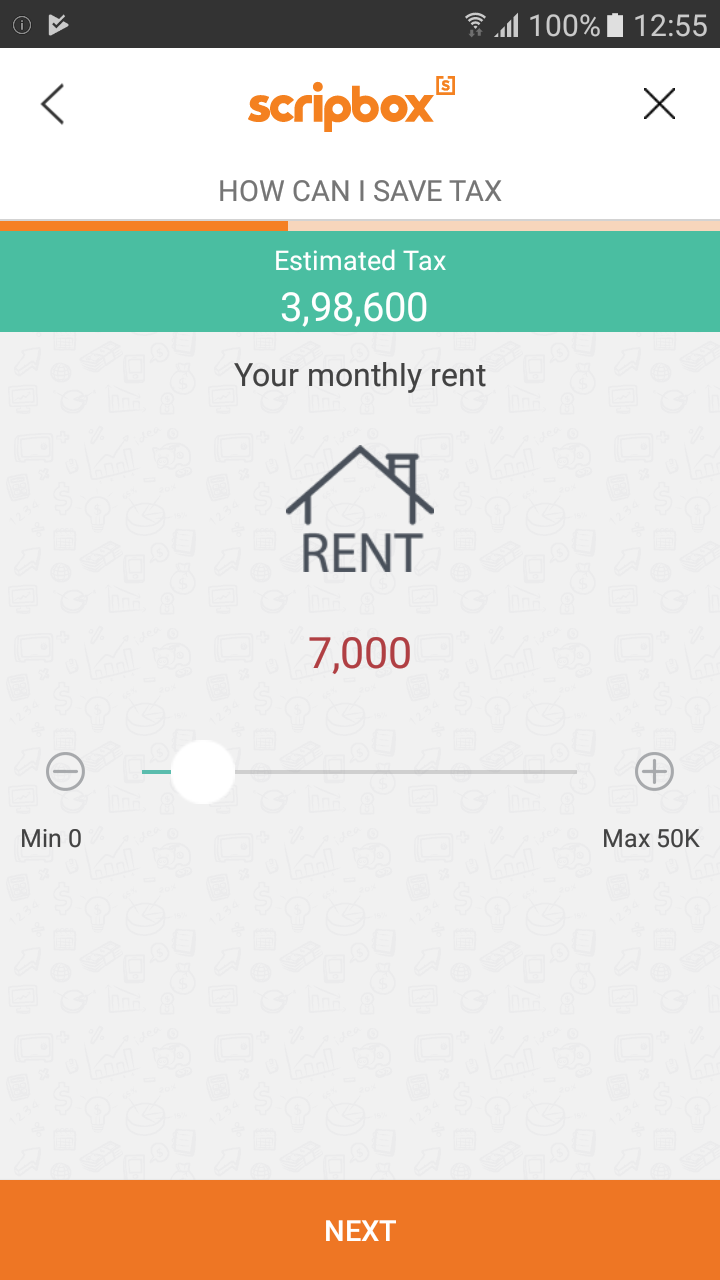 100% 12:55
scripbox [s]
HOW CAN I SAVE TAX
Estimated Tax
3,98,600
Your monthly rent
RENT
7,000
Min 0
Max 50K
NEXT